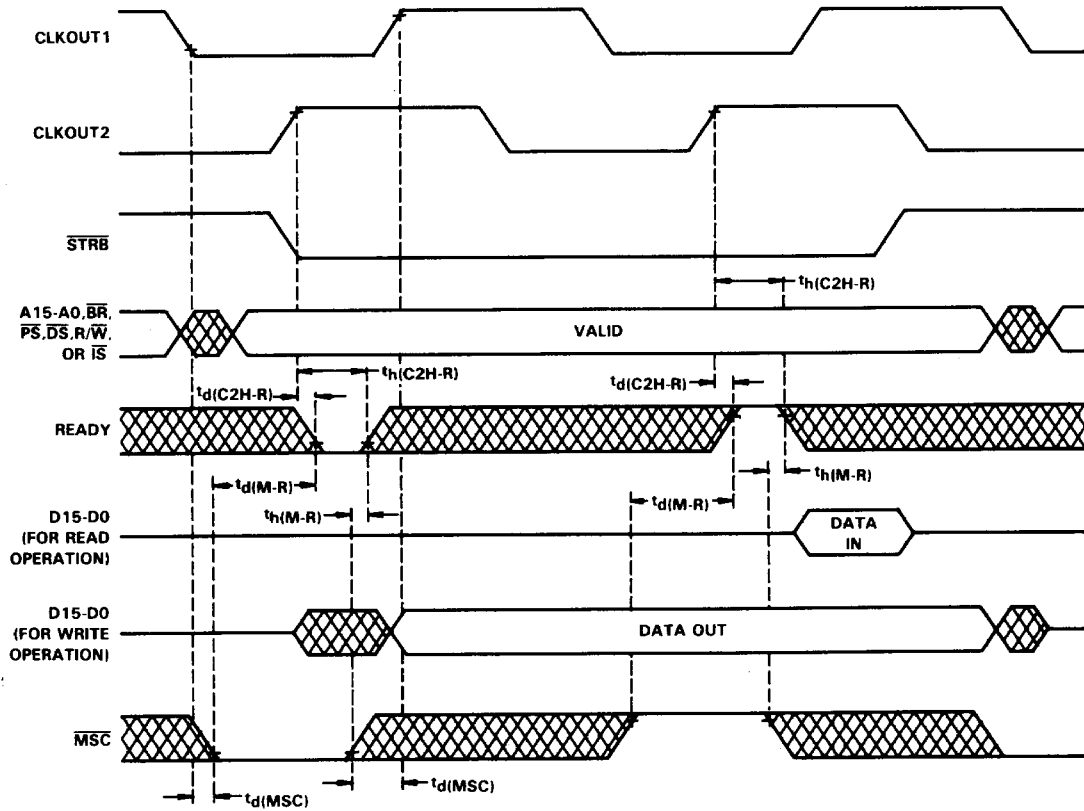 CLKOUT1
CLKOUT2
STRB
th(C2H-R)
A15-A0, BR,
PS, DS, R/W,
OR IS
VALID
th(C2H-R)
td(C2H-R)
td(C2H-R)
READY
th(M-R)
td(M-R)
td(M-R)
th(M-R)
D15-D0
(FOR READ
OPERATION)
DATA
IN
D15-D0
(FOR WRITE
OPERATION)
DATA OUT
MSC
td(MSC)
td(MSC)